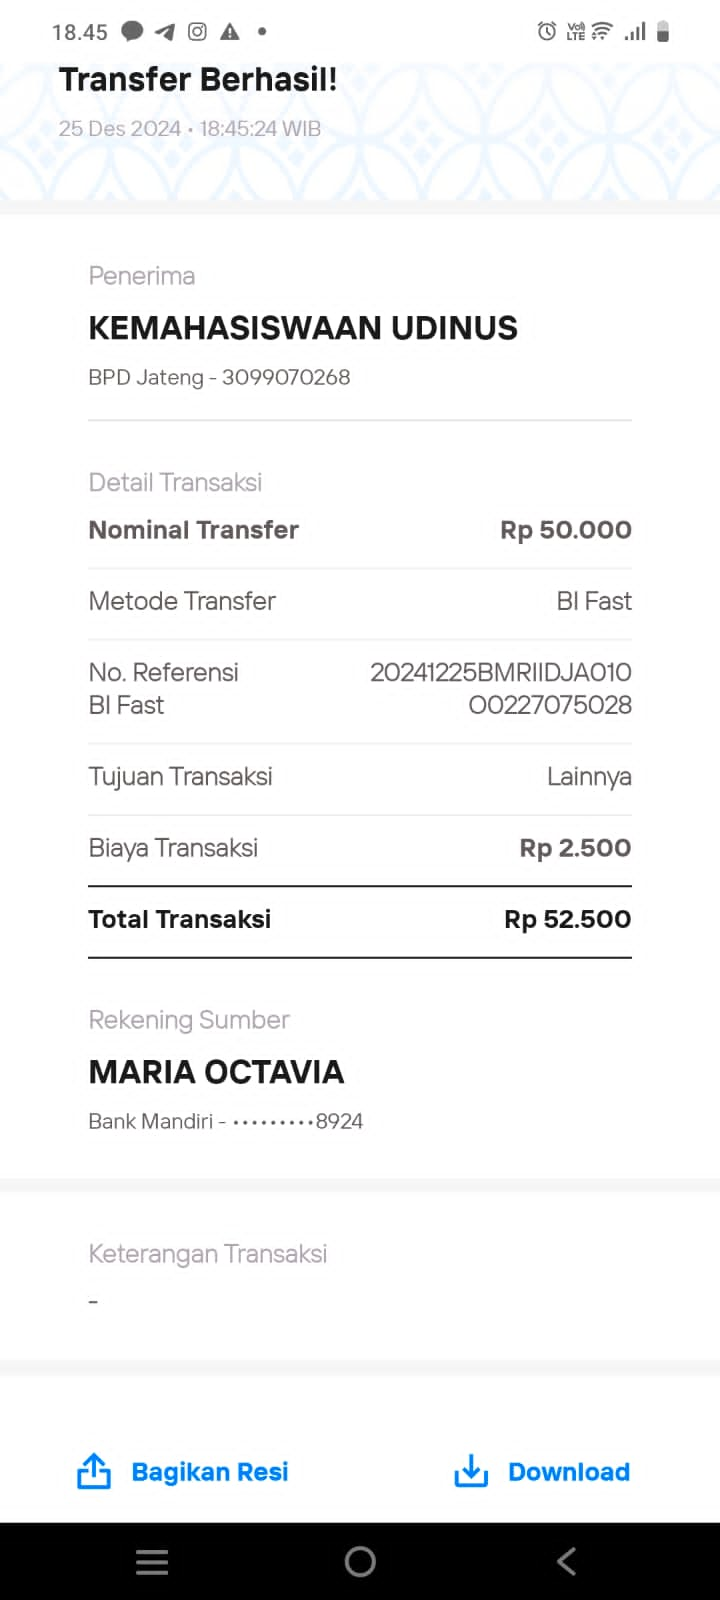 18.45
Transfer Berhasil!
25 Des 2024 • 18:45:24 WIB
Penerima
KEMAHASISWAAN UDINUS
BPD Jateng - 3099070268
Detail Transaksi
Nominal Transfer Rp 50.000
Metode Transfer BI Fast
No. Referensi 20241225BMRIIDJA010
BI Fast O0227075028
Tujuan Transaksi Lainnya
Biaya Transaksi Rp 2.500
Total Transaksi Rp 52.500
Rekening Sumber
MARIA OCTAVIA
Bank Mandiri - •••••••••8924
Keterangan Transaksi
-
Bagikan Resi Download